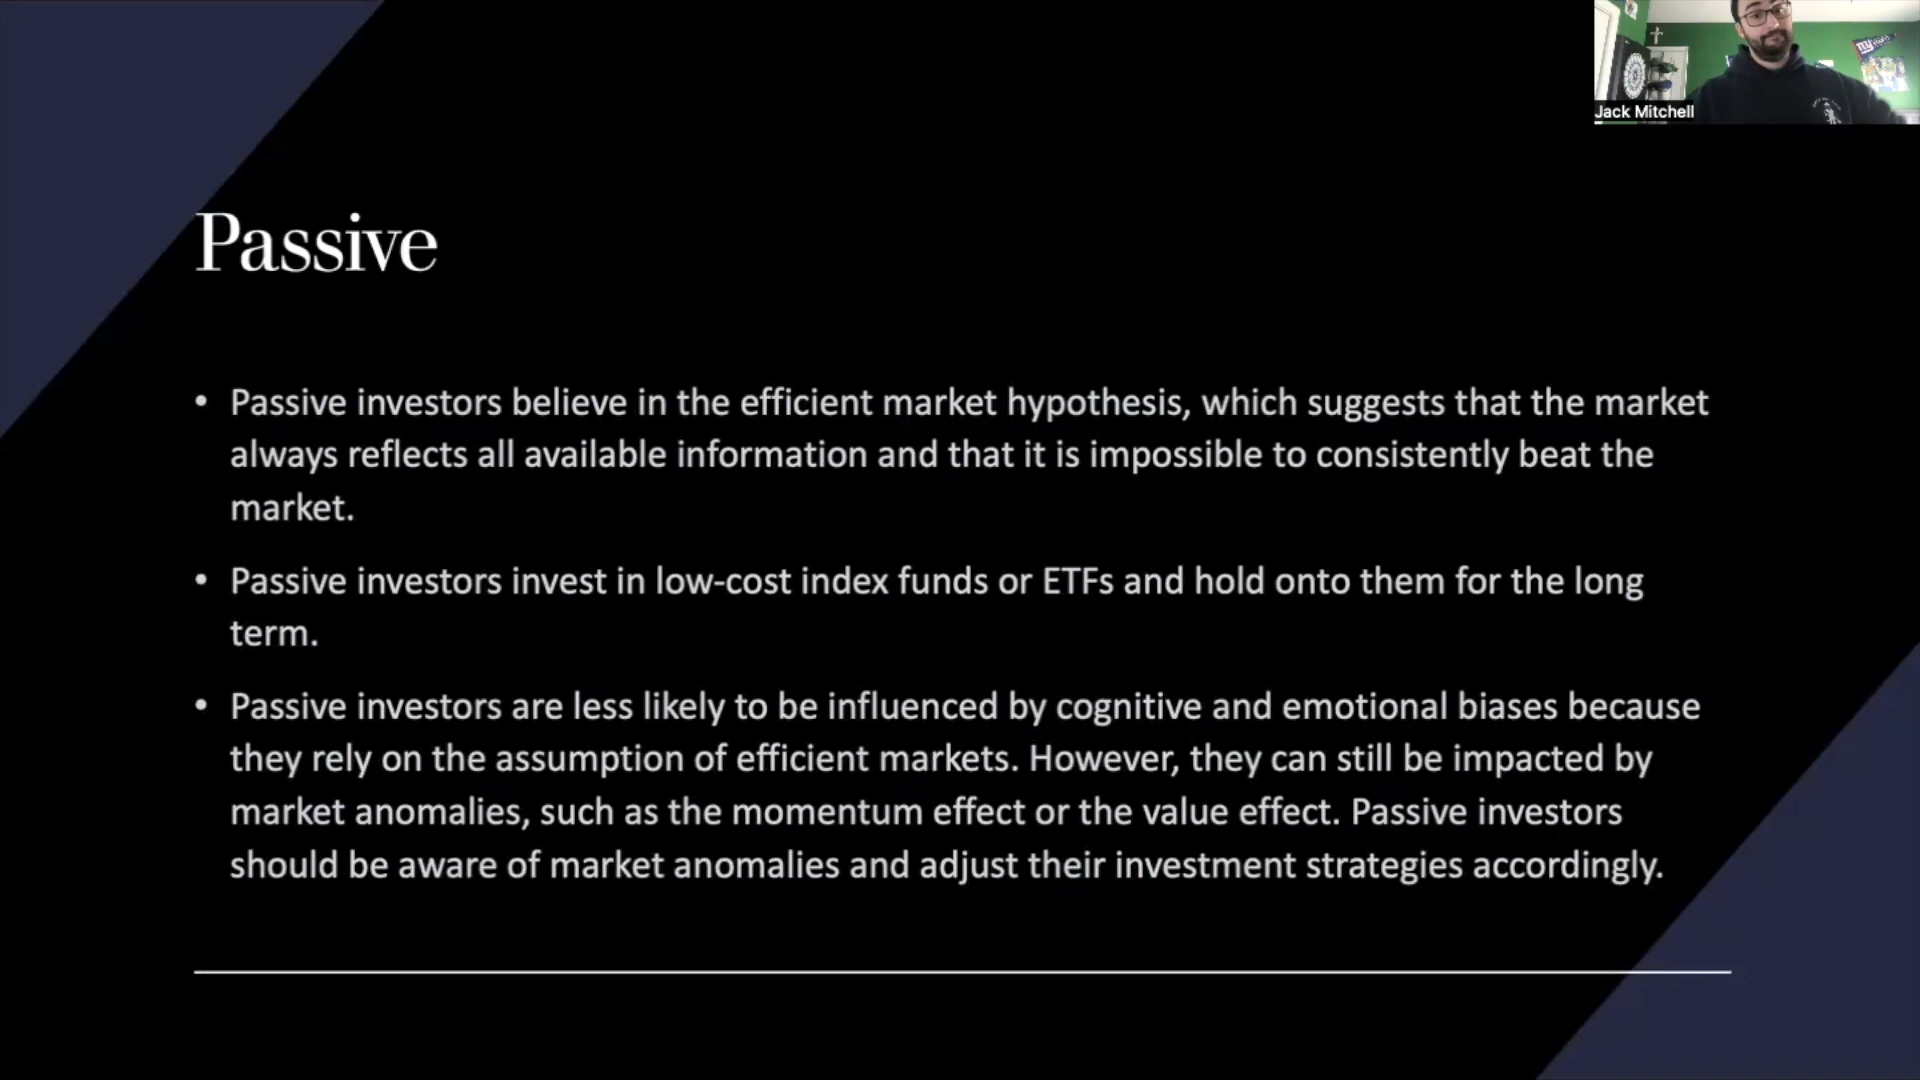 Jack Mitchell
Passive
• Passive investors believe in the efficient market hypothesis, which suggests that the market
always reflects all available information and that it is impossible to consistently beat the
market.
• Passive investors invest in low-cost index funds or ETFs and hold onto them for the long
term.
• Passive investors are less likely to be influenced by cognitive and emotional biases because
they rely on the assumption of efficient markets. However, they can still be impacted by
market anomalies, such as the momentum effect or the value effect. Passive investors
should be aware of market anomalies and adjust their investment strategies accordingly.